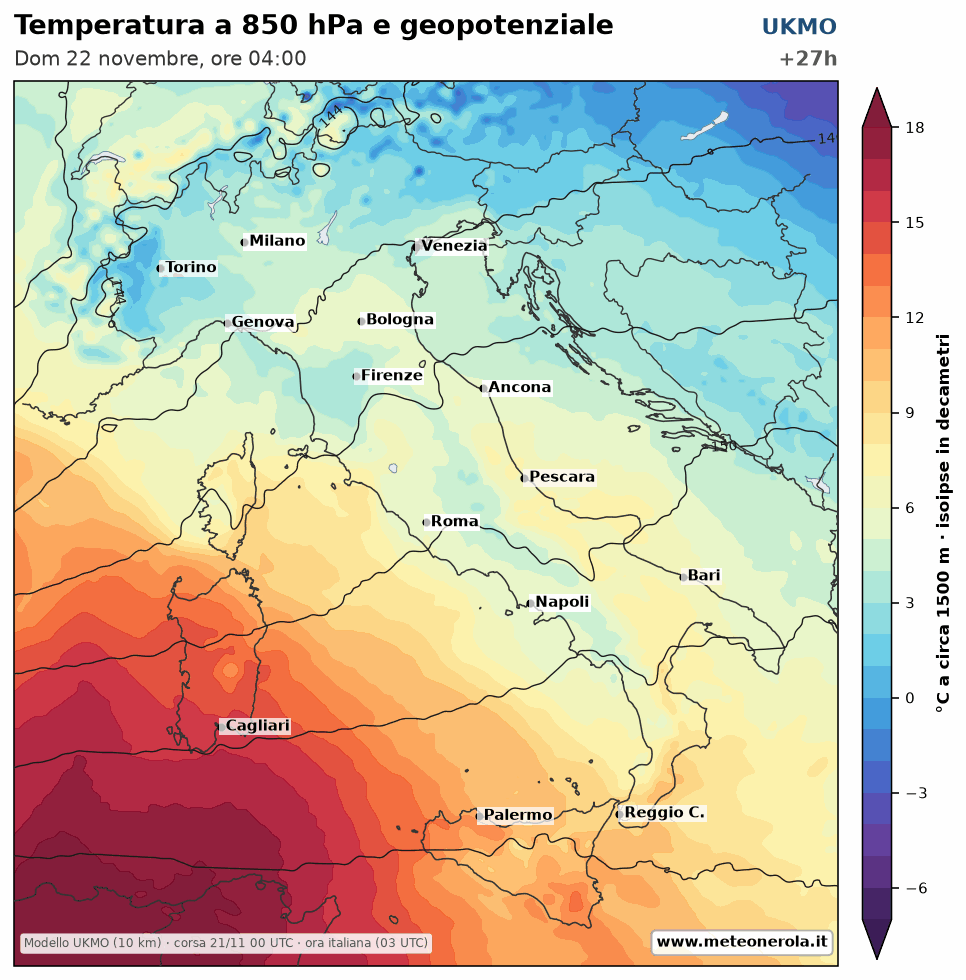 Temperatura a 850 hPa e geopotenziale
UKMO
Dom 22 novembre, ore 04:00
+27h
144
Milano
Venezia
Torino
144
Genova
Bologna
Firenze
Ancona
150
Pescara
Roma
Bari
Napoli
Cagliari
Palermo
Reggio C.
Modello UKMO (10 km) · corsa 21/11 00 UTC · ora italiana (03 UTC)
www.meteonerola.it
18
15
12
9
6
3
0
−3
−6
°C a circa 1500 m · isoipse in decametri